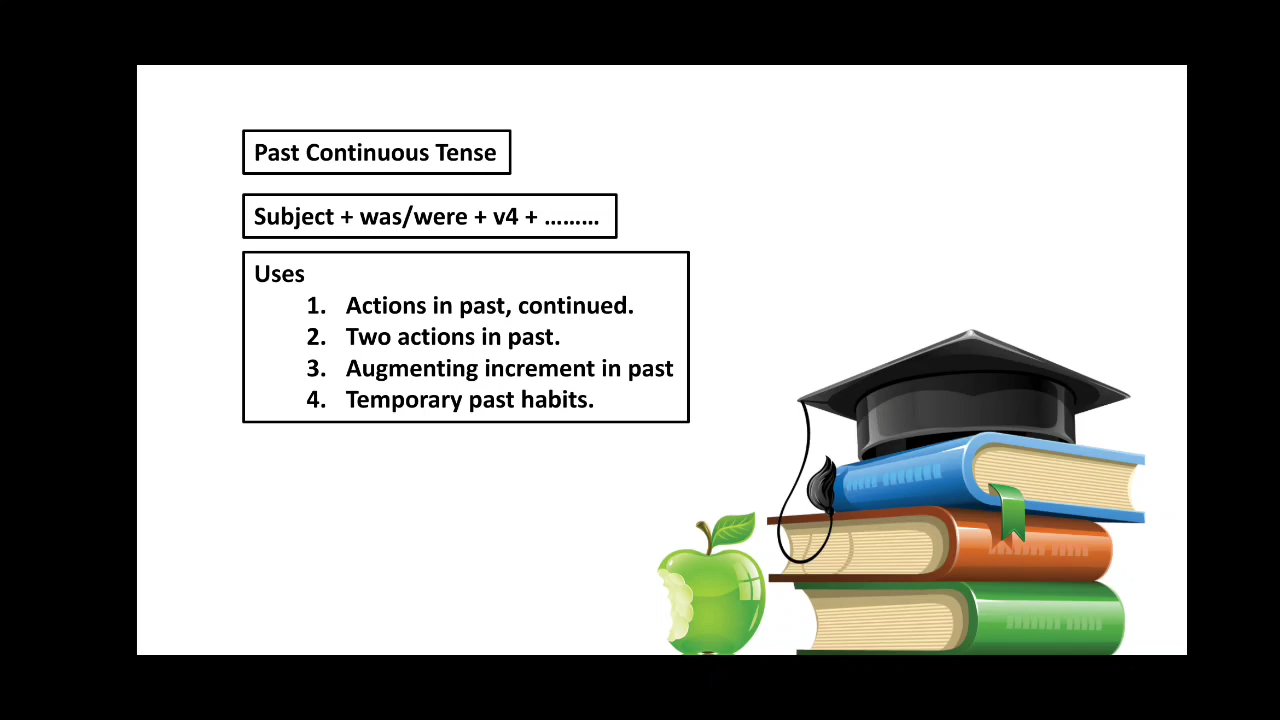 Past Continuous Tense
Subject + was/were + v4 + .........
Uses
1. Actions in past, continued.
2. Two actions in past.
3. Augmenting increment in past
4. Temporary past habits.